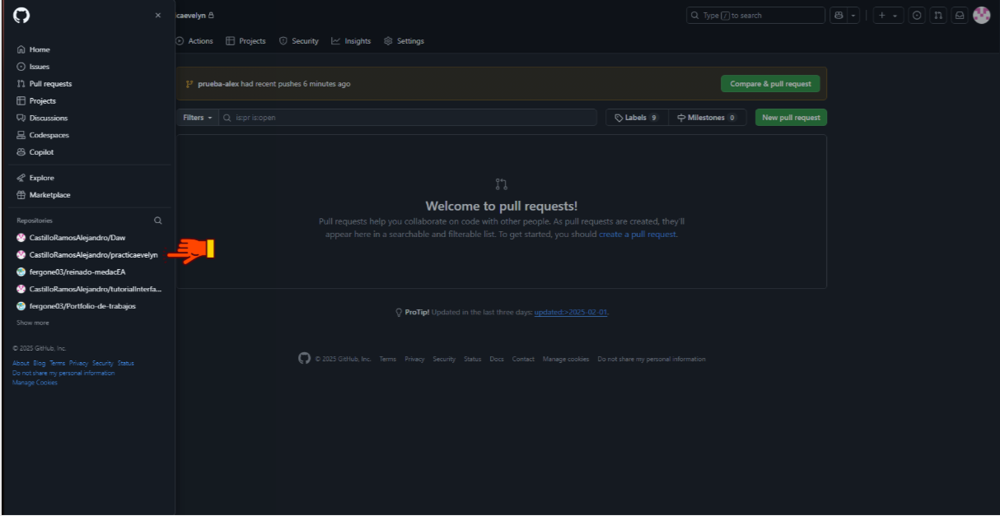 caevelyn
Type / to search
Actions Projects Security Insights Settings
Home
Issues
Pull requests
Projects
Discussions
Codespaces
Copilot
Explore
Marketplace
Repositories
CastilloRamosAlejandro/Daw
CastilloRamosAlejandro/practicaevelyn
fergone03/reinado-medacEA
CastilloRamosAlejandro/tutorialInterfa...
fergone03/Portfolio-de-trabajos
Show more
© 2025 GitHub, Inc.
About Blog Terms Privacy Security Status
Do not share my personal information
Manage Cookies
prueba-alex had recent pushes 6 minutes ago
Compare & pull request
Filters is:pr is:open
Labels 9 Milestones 0
New pull request
Welcome to pull requests!
Pull requests help you collaborate on code with other people. As pull requests are created, they'll
appear here in a searchable and filterable list. To get started, you should create a pull request.
ProTip! Updated in the last three days: updated:>2025-02-01.
© 2025 GitHub, Inc. Terms Privacy Security Status Docs Contact Manage cookies Do not share my personal information